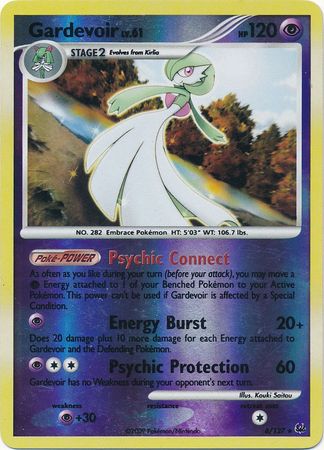 Gardevoir LV.61 HP 120
STAGE2 Evolves from Kirlia
NO. 282 Embrace Pokémon HT: 5'03" WT: 106.7 lbs.
Poké-POWER Psychic Connect
As often as you like during your turn (before your attack), you may move a
Energy attached to 1 of your Benched Pokémon to your Active
Pokémon. This power can't be used if Gardevoir is affected by a Special
Condition.
Energy Burst 20+
Does 20 damage plus 10 more damage for each Energy attached to
Gardevoir and the Defending Pokémon.
Psychic Protection 60
Gardevoir has no Weakness during your opponent's next turn.
Illus. Kouki Saitou
weakness resistance retreat cost
+30
©2009 Pokémon/Nintendo 8/127